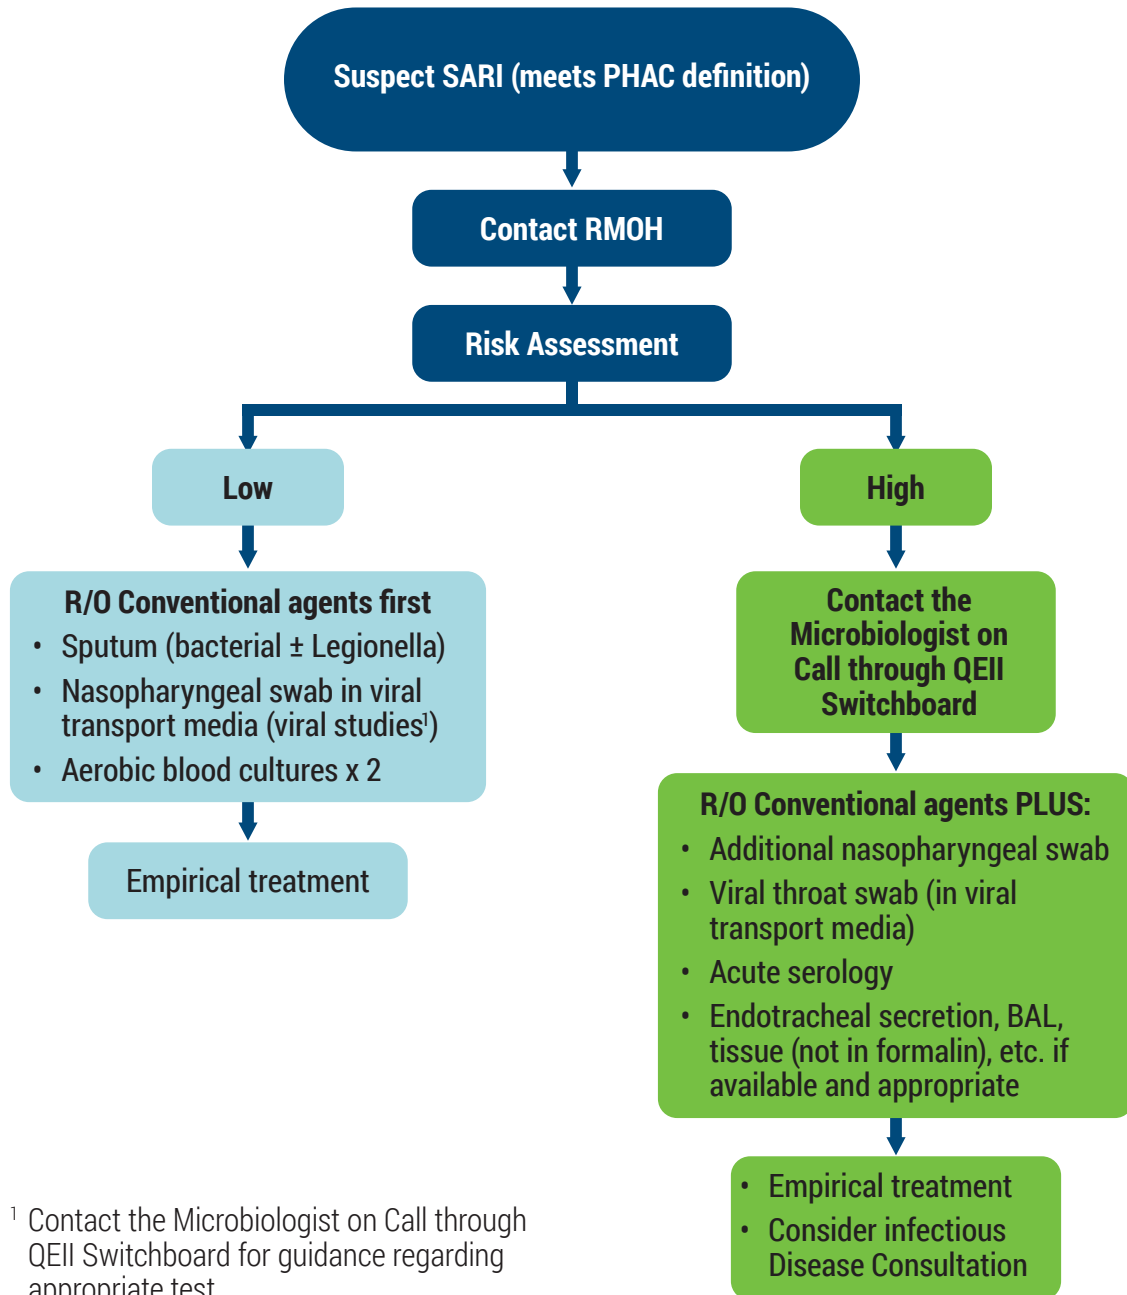 Suspect SARI (meets PHAC definition)
Contact RMOH
Risk Assessment
Low
High
R/O Conventional agents first
• Sputum (bacterial ± Legionella)
• Nasopharyngeal swab in viral
transport media (viral studies¹)
• Aerobic blood cultures x 2
Empirical treatment
Contact the
Microbiologist on
Call through QEII
Switchboard
R/O Conventional agents PLUS:
• Additional nasopharyngeal swab
• Viral throat swab (in viral
transport media)
• Acute serology
• Endotracheal secretion, BAL,
tissue (not in formalin), etc. if
available and appropriate
• Empirical treatment
• Consider infectious
Disease Consultation
¹ Contact the Microbiologist on Call through
QEII Switchboard for guidance regarding
appropriate test